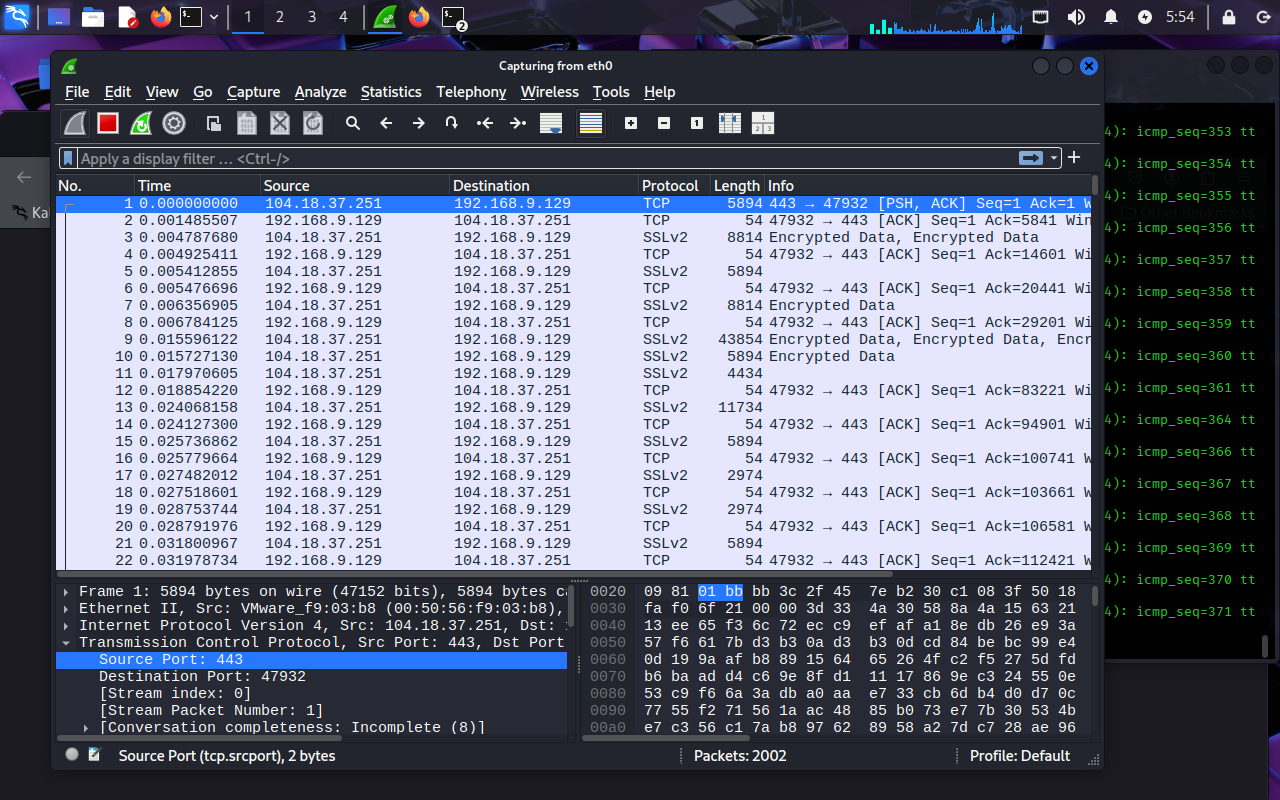 1 2 3 4 2 5:54
Capturing from eth0
File Edit View Go Capture Analyze Statistics Telephony Wireless Tools Help
Apply a display filter … <Ctrl-/>
No. Time Source Destination Protocol Length Info
1 0.000000000 104.18.37.251 192.168.9.129 TCP 5894 443 → 47932 [PSH, ACK] Seq=1 Ack=1 W
2 0.001485507 192.168.9.129 104.18.37.251 TCP 54 47932 → 443 [ACK] Seq=1 Ack=5841 Win
3 0.004787680 104.18.37.251 192.168.9.129 SSLv2 8814 Encrypted Data, Encrypted Data
4 0.004925411 192.168.9.129 104.18.37.251 TCP 54 47932 → 443 [ACK] Seq=1 Ack=14601 Wi
5 0.005412855 104.18.37.251 192.168.9.129 SSLv2 5894
6 0.005476696 192.168.9.129 104.18.37.251 TCP 54 47932 → 443 [ACK] Seq=1 Ack=20441 Wi
7 0.006356905 104.18.37.251 192.168.9.129 SSLv2 8814 Encrypted Data
8 0.006784125 192.168.9.129 104.18.37.251 TCP 54 47932 → 443 [ACK] Seq=1 Ack=29201 Wi
9 0.015596122 104.18.37.251 192.168.9.129 SSLv2 43854 Encrypted Data, Encrypted Data, Encr
10 0.015727130 104.18.37.251 192.168.9.129 SSLv2 5894 Encrypted Data
11 0.017970605 104.18.37.251 192.168.9.129 SSLv2 4434
12 0.018854220 192.168.9.129 104.18.37.251 TCP 54 47932 → 443 [ACK] Seq=1 Ack=83221 Wi
13 0.024068158 104.18.37.251 192.168.9.129 SSLv2 11734
14 0.024127300 192.168.9.129 104.18.37.251 TCP 54 47932 → 443 [ACK] Seq=1 Ack=94901 Wi
15 0.025736862 104.18.37.251 192.168.9.129 SSLv2 5894
16 0.025779664 192.168.9.129 104.18.37.251 TCP 54 47932 → 443 [ACK] Seq=1 Ack=100741 W
17 0.027482012 104.18.37.251 192.168.9.129 SSLv2 2974
18 0.027518601 192.168.9.129 104.18.37.251 TCP 54 47932 → 443 [ACK] Seq=1 Ack=103661 W
19 0.028753744 104.18.37.251 192.168.9.129 SSLv2 2974
20 0.028791976 192.168.9.129 104.18.37.251 TCP 54 47932 → 443 [ACK] Seq=1 Ack=106581 W
21 0.031800967 104.18.37.251 192.168.9.129 SSLv2 5894
22 0.031978734 192.168.9.129 104.18.37.251 TCP 54 47932 → 443 [ACK] Seq=1 Ack=112421 W
Frame 1: 5894 bytes on wire (47152 bits), 5894 bytes ca
Ethernet II, Src: VMware_f9:03:b8 (00:50:56:f9:03:b8),
Internet Protocol Version 4, Src: 104.18.37.251, Dst: 1
Transmission Control Protocol, Src Port: 443, Dst Port
Source Port: 443
Destination Port: 47932
[Stream index: 0]
[Stream Packet Number: 1]
[Conversation completeness: Incomplete (8)]
0020 09 81 01 bb bb 3c 2f 45 7e b2 30 c1 08 3f 50 18
0030 fa f0 6f 21 00 00 3d 33 4a 30 58 8a 4a 15 63 21
0040 13 ee 65 f3 6c 72 ec c9 ef af a1 8e db 26 e9 3a
0050 57 f6 61 7b d3 b3 0a d3 b3 0d cd 84 be bc 99 e4
0060 0d 19 9a af b8 89 15 64 65 26 4f c2 f5 27 5d fd
0070 b6 ba ad d4 c6 9e 8f d1 11 17 86 9e c3 24 55 0e
0080 53 c9 f6 6a 3a db a0 aa e7 33 cb 6d b4 d0 d7 0c
0090 77 55 f2 71 56 1a ac 48 85 b0 73 e7 7b 30 53 4b
00a0 e7 c3 56 c1 7a b8 97 62 89 58 a2 7d c7 28 ae 96
Source Port (tcp.srcport), 2 bytes Packets: 2002 Profile: Default
Ka
4): icmp_seq=353 tt
4): icmp_seq=354 tt
4): icmp_seq=355 tt
4): icmp_seq=356 tt
4): icmp_seq=357 tt
4): icmp_seq=358 tt
4): icmp_seq=359 tt
4): icmp_seq=360 tt
4): icmp_seq=361 tt
4): icmp_seq=364 tt
4): icmp_seq=366 tt
4): icmp_seq=367 tt
4): icmp_seq=368 tt
4): icmp_seq=369 tt
4): icmp_seq=370 tt
4): icmp_seq=371 tt